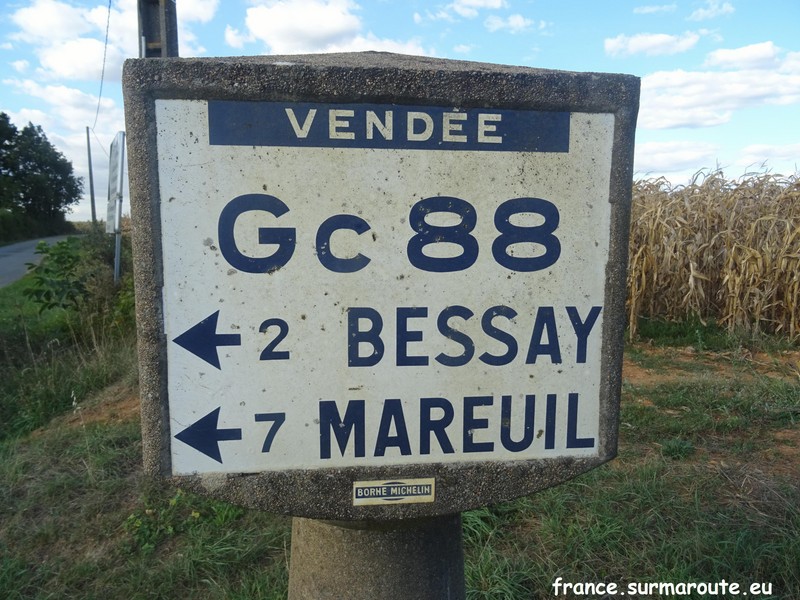 VENDÉE
Gc 88
← 2 BESSAY
← 7 MAREUIL
BORNE MICHELIN
france.surmaroute.eu